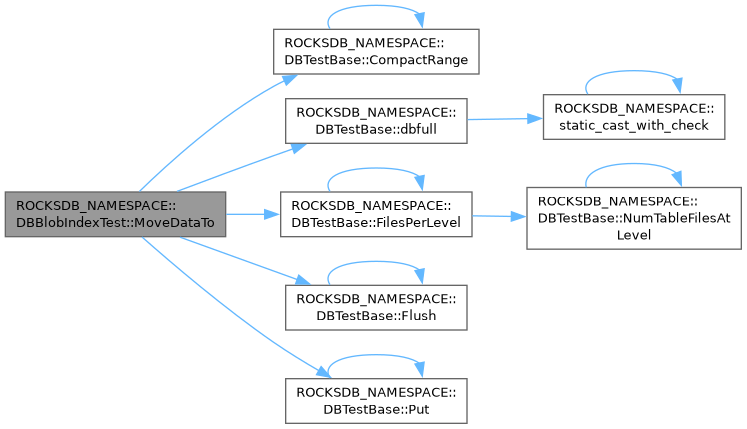 ROCKSDB_NAMESPACE::
DBTestBase::CompactRange
ROCKSDB_NAMESPACE::
DBTestBase::dbfull
ROCKSDB_NAMESPACE::
static_cast_with_check
ROCKSDB_NAMESPACE::
DBBlobIndexTest::MoveDataTo
ROCKSDB_NAMESPACE::
DBTestBase::FilesPerLevel
ROCKSDB_NAMESPACE::
DBTestBase::NumTableFilesAt
Level
ROCKSDB_NAMESPACE::
DBTestBase::Flush
ROCKSDB_NAMESPACE::
DBTestBase::Put